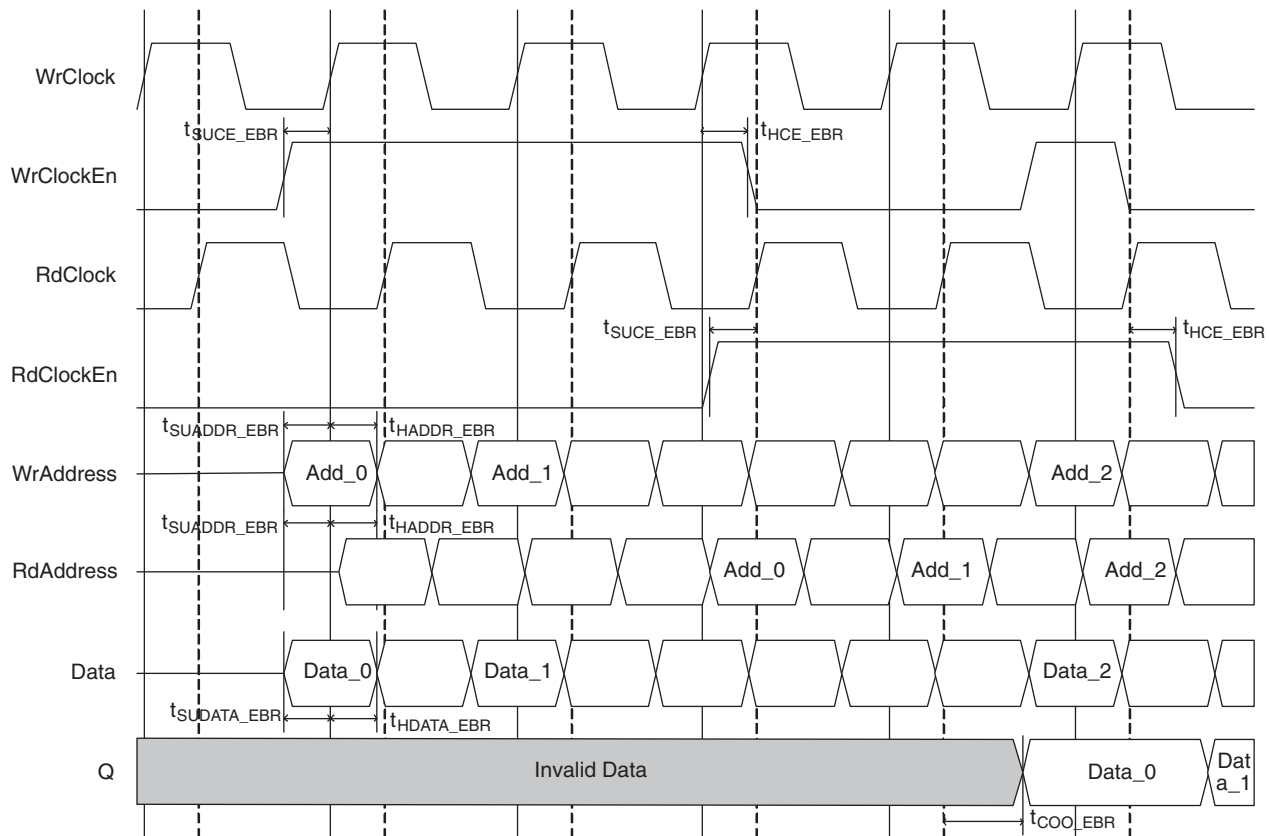 WrClock
tSUCE_EBR
tHCE_EBR
WrClockEn
RdClock
tSUCE_EBR
tHCE_EBR
RdClockEn
tSUADDR_EBR
tHADDR_EBR
WrAddress
Add_0
Add_1
Add_2
tSUADDR_EBR
tHADDR_EBR
RdAddress
Add_0
Add_1
Add_2
Data
Data_0
Data_1
Data_2
tSUDATA_EBR
tHDATA_EBR
Q
Invalid Data
Data_0
Dat
a_1
tCOO_EBR